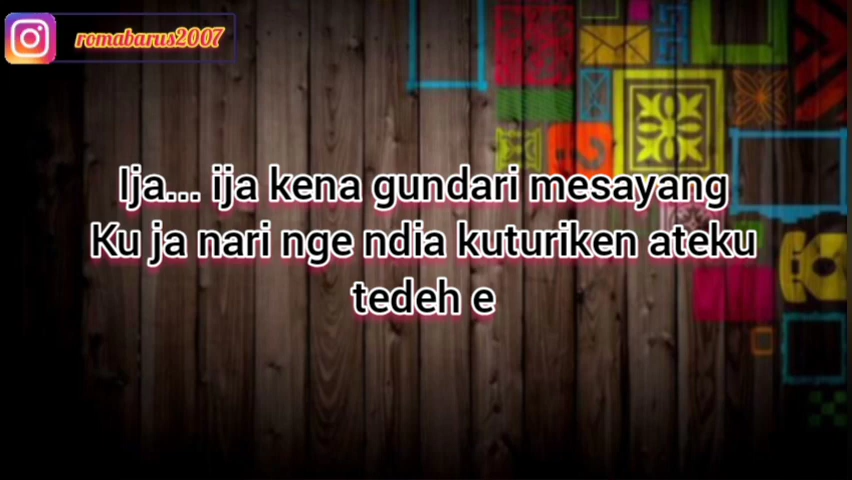 romabarus2007
Ija... ija kena gundari mesayang
Ku ja nari nge ndia kuturiken ateku
tedeh e